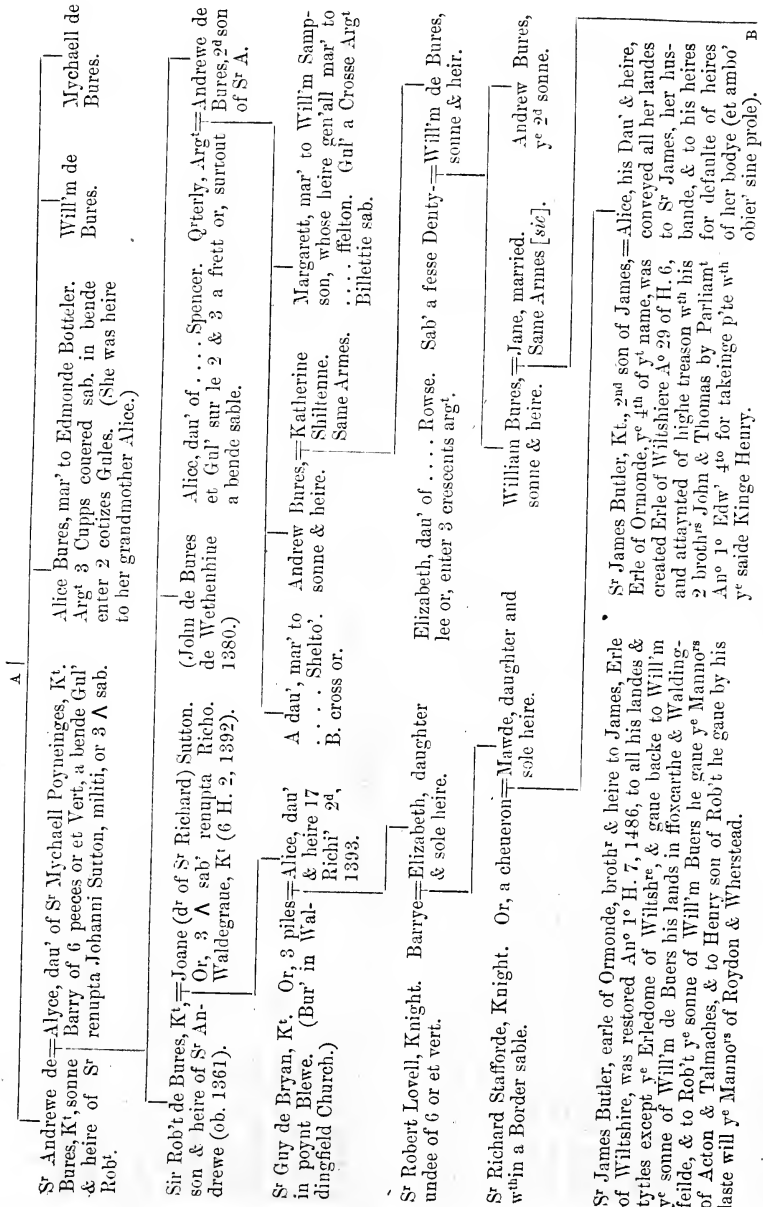 A
Sʳ Andrewe de═Alyce, dau' of Sʳ Mychaell Poyneinges, Kᵗ.
Bures, Kᵗ, sonne Barry of 6 peeces or et Vert, a bende Gul'
& heire of Sʳ renupta Johanni Sutton, militi, or 3 Λ sab.
Robᵗ.
Alice Bures, mar' to Edmonde Botteler.
Argᵗ 3 Cupps couered sab. in bende
enter 2 cotizes Gules. (She was heire
to her grandmother Alice.)
Will'm de
Bures.
Mychaell de
Bures.
Sir Rob't de Bures, Kᵗ,═Joane (dʳ of Sʳ Richard) Sutton.
son & heire of Sʳ An- Or, 3 Λ sab' renupta Richo.
drewe (ob. 1361). Waldegraue, Kᵗ (6 H. 2, 1392).
(John de Bures
de Wethenhine
1380.)
Alice, dau' of . . . . Spencer. Qʳterly, Argᵗ═Andrewe de
et Gul' sur le 2 & 3 a frett or, surtout Bures, 2ᵈ son
a bende sable. of Sʳ A.
Sʳ Guy de Bryan, Kᵗ. Or, 3 piles═Alice, dau'
in poynt Blewe. (Bur' in Wal- & heire 17
dingfield Church.) Richi' 2ᵈ,
1393.
A dau', mar' to
. . . . . Shelto'.
B. cross or.
Andrew Bures,═Katherine
sonne & heire. Shiltenne.
Same Armes.
Margarett, mar' to Will'm Samp-
son, whose heire gen'all mar' to
. . . . . ffelton. Gul' a Crosse Argᵗ
Billettie sab.
Sʳ Robert Lovell, Knight. Barrye═Elizabeth, daughter
undee of 6 or et vert. & sole heire.
Elizabeth, dau' of . . . . Rowse. Sab' a fesse Denty-═Will'm de Bures,
lee or, enter 3 crescents argᵗ. sonne & heir.
Sʳ Richard Stafforde, Knight. Or, a cheueron═Mawde, daughter and
wᵗʰin a Border sable. sole heire.
William Bures,═Jane, married.
sonne & heire. Same Armes [sic].
Andrew Bures,
yᵉ 2ᵈ sonne.
Sʳ James Butler, earle of Ormonde, brothʳ & heire to James, Erle
of Wiltshire, was restored Anº 1º H. 7, 1486, to all his landes &
tytles except yᵉ Erledome of Wiltshʳᵉ, & gaue backe to Will'm
yᵉ sonne of Will'm de Buers his lands in ffoxcarthe & Walding-
feilde, & to Rob't yᵉ sonne of Will'm Buers he gaue yᵉ Mannoʳˢ
of Acton & Talmaches, & to Henry son of Rob't he gaue by his
laste will yᵉ Mannoʳˢ of Roydon & Wherstead.
Sʳ James Butler, Kt., 2ⁿᵈ son of James,═Alice, his Dau' & heire,
Erle of Ormonde, yᵉ 4ᵗʰ of yᵗ name, was conveyed all her landes
created Erle of Wiltshiere Aº 29 of H. 6, to Sʳ James, her hus-
and attaynted of highe treason wᵗʰ his bande, & to his heires
2 brothʳˢ John & Thomas by Parliamᵗ for defaulte of heires
Anº 1º Edw' 4ᵗº for takeinge p'te wᵗʰ of her bodye (et ambo'
yᵉ saide Kinge Henry. obier' sine prole).
B